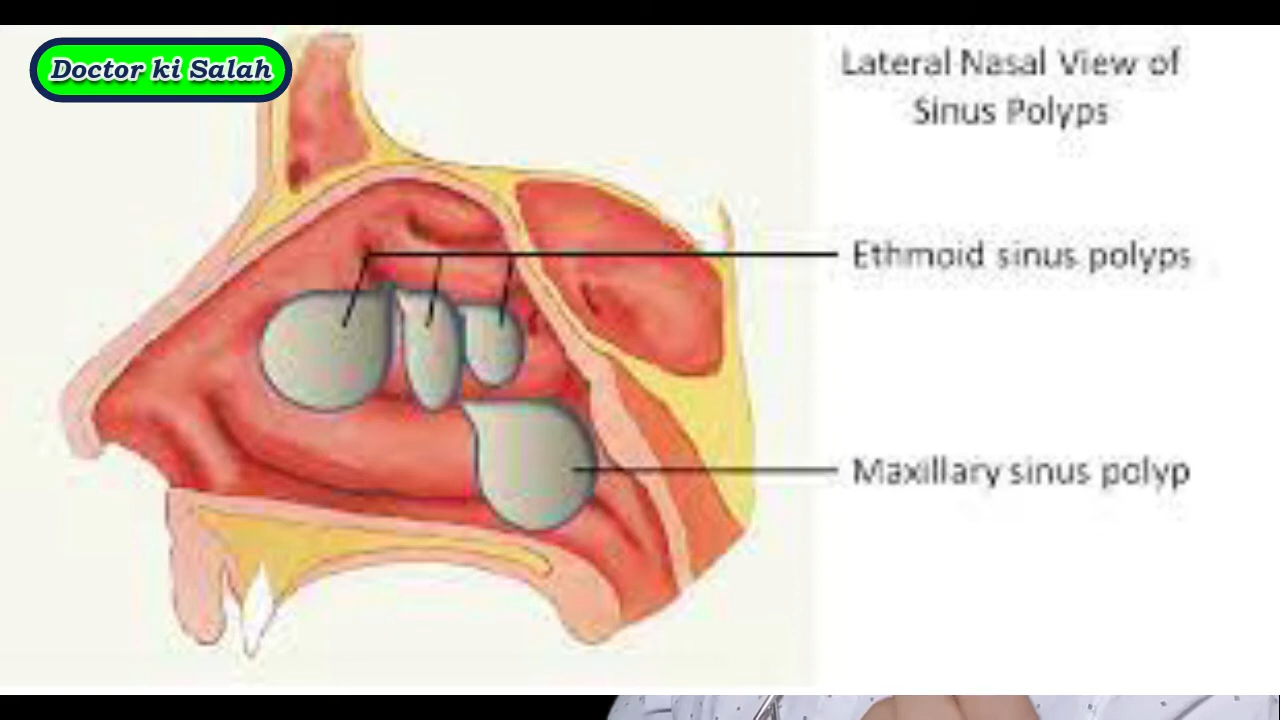 Doctor ki Salah
Lateral Nasal View of
Sinus Polyps
Ethmoid sinus polyps
Maxillary sinus polyp